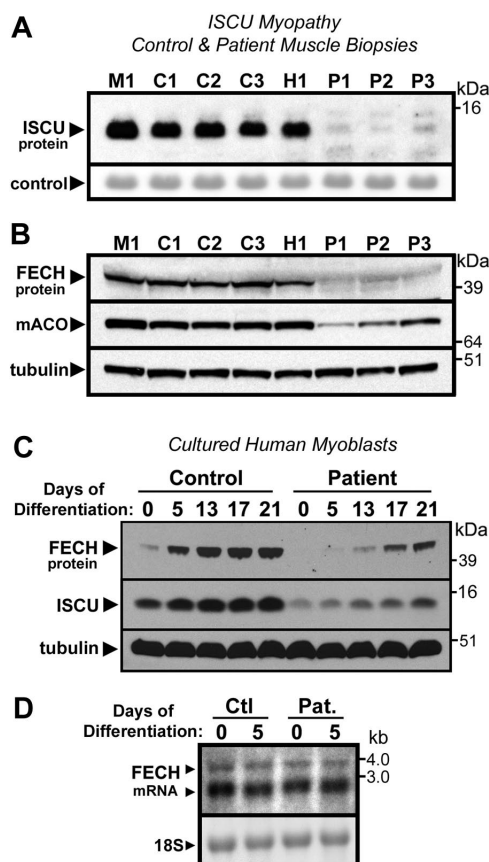 A
ISCU Myopathy
Control & Patient Muscle Biopsies
M1 C1 C2 C3 H1 P1 P2 P3
kDa
16
ISCU
protein
control
B
M1 C1 C2 C3 H1 P1 P2 P3
kDa
FECH
protein
39
mACO
64
tubulin
51
C
Cultured Human Myoblasts
Control Patient
Days of
Differentiation: 0 5 13 17 21 0 5 13 17 21
kDa
FECH
protein
39
16
ISCU
tubulin
51
D
Ctl Pat.
Days of
Differentiation: 0 5 0 5
kb
4.0
FECH
3.0
mRNA
18S